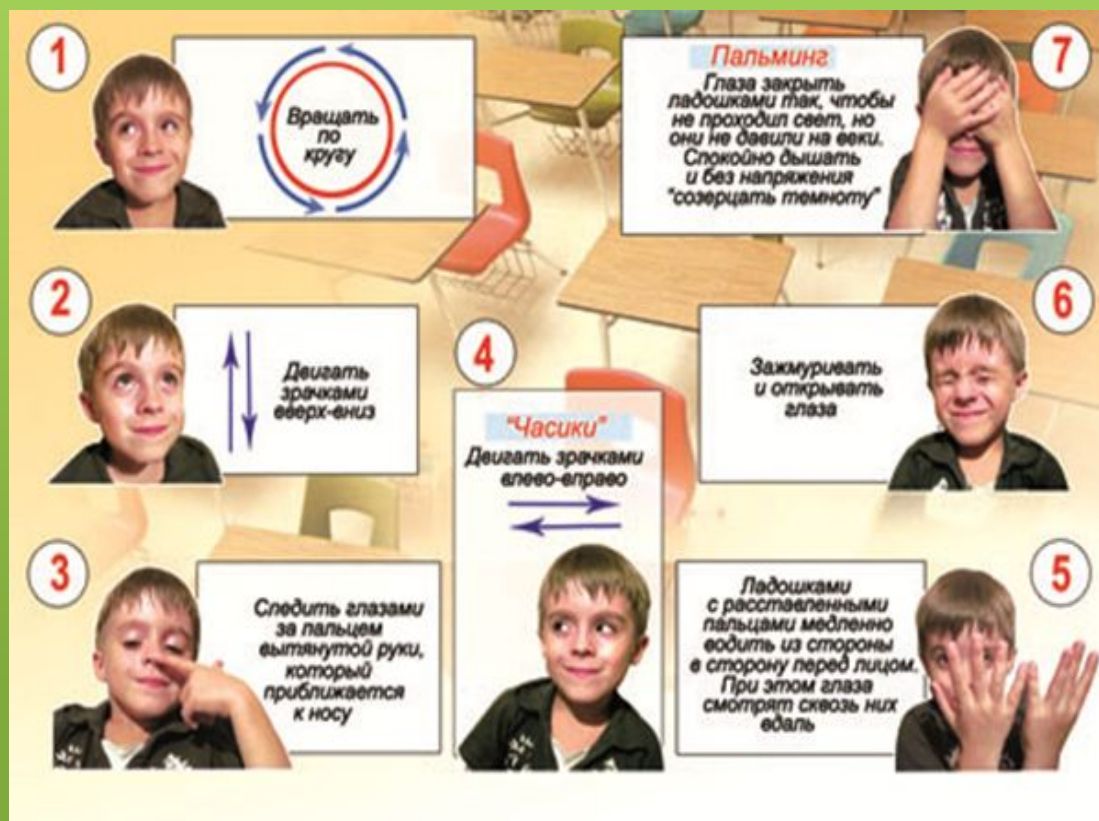 1
Вращать
по
кругу
2
Двигать
зрачками
вверх-вниз
3
Следить глазами
за пальцем
вытянутой руки,
который
приближается
к носу
4
"Часики"
Двигать зрачками
влево-вправо
5
Ладошками
с расставленными
пальцами медленно
водить из стороны
в сторону перед лицом.
При этом глаза
смотрят сквозь них
вдаль
6
Зажмуривать
и открывать
глаза
7
Пальминг
Глаза закрыть
ладошками так, чтобы
не проходил свет, но
они не давили на веки.
Спокойно дышать
и без напряжения
"созерцать темноту"